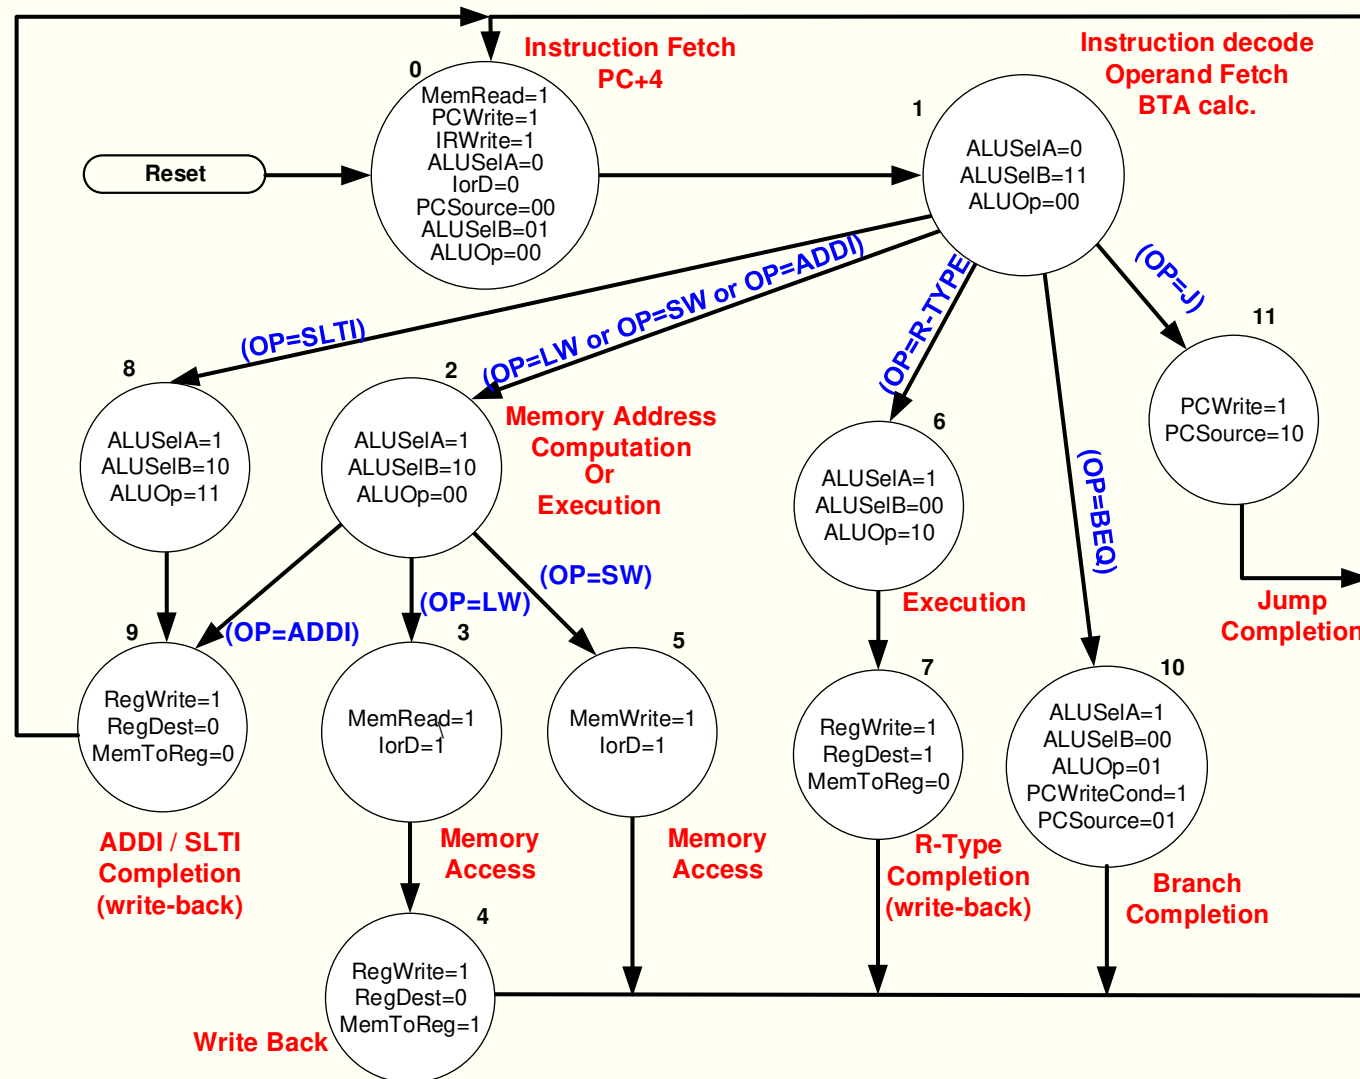 Instruction Fetch
PC+4
Instruction decode
Operand Fetch
BTA calc.
0
MemRead=1
PCWrite=1
IRWrite=1
ALUSelA=0
IorD=0
PCSource=00
ALUSelB=01
ALUOp=00
Reset
1
ALUSelA=0
ALUSelB=11
ALUOp=00
(OP=SLTI)
(OP=LW or OP=SW or OP=ADDI)
(OP=R-TYPE
(OP=J)
(OP=BEQ)
8
ALUSelA=1
ALUSelB=10
ALUOp=11
2
ALUSelA=1
ALUSelB=10
ALUOp=00
Memory Address
Computation
Or
Execution
6
ALUSelA=1
ALUSelB=00
ALUOp=10
Execution
11
PCWrite=1
PCSource=10
Jump
Completion
(OP=ADDI)
(OP=LW)
(OP=SW)
9
RegWrite=1
RegDest=0
MemToReg=0
ADDI / SLTI
Completion
(write-back)
3
MemRead=1
IorD=1
Memory
Access
5
MemWrite=1
IorD=1
Memory
Access
7
RegWrite=1
RegDest=1
MemToReg=0
R-Type
Completion
(write-back)
10
ALUSelA=1
ALUSelB=00
ALUOp=01
PCWriteCond=1
PCSource=01
Branch
Completion
4
RegWrite=1
RegDest=0
MemToReg=1
Write Back